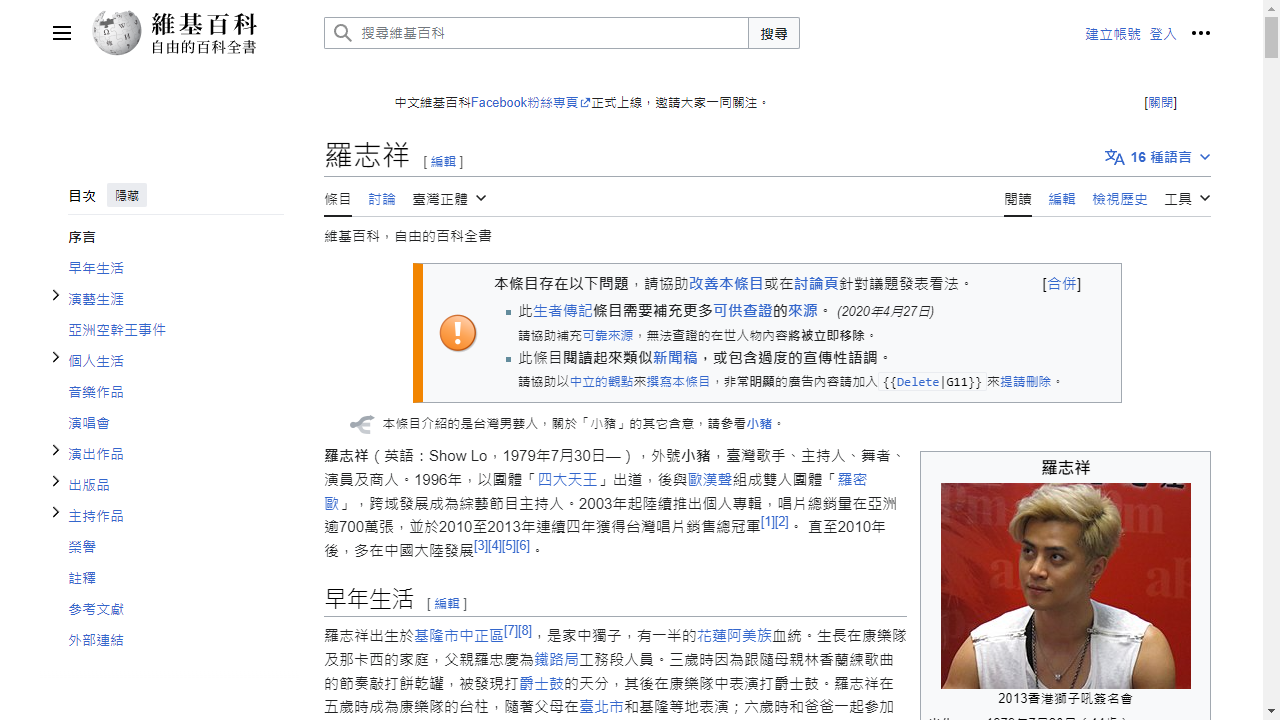 維基百科
自由的百科全書
搜尋維基百科
搜尋
建立帳號 登入
中文維基百科Facebook粉絲專頁正式上線，邀請大家一同關注。
[關閉]
羅志祥 [編輯]
16 種語言
目次 隱藏
條目 討論 臺灣正體
閱讀 編輯 檢視歷史 工具
維基百科，自由的百科全書
序言
早年生活
演藝生涯
亞洲空幹王事件
個人生活
音樂作品
演唱會
演出作品
出版品
主持作品
榮譽
註釋
參考文獻
外部連結
本條目存在以下問題，請協助改善本條目或在討論頁針對議題發表看法。 [合併]
此生者傳記條目需要補充更多可供查證的來源。 (2020年4月27日)
請協助補充可靠來源，無法查證的在世人物內容將被立即移除。
此條目閱讀起來類似新聞稿，或包含過度的宣傳性語調。
請協助以中立的觀點來撰寫本條目，非常明顯的廣告內容請加入{{Delete|G11}}來提請刪除。
本條目介紹的是台灣男藝人，關於「小豬」的其它含意，請參看小豬。
羅志祥（英語：Show Lo，1979年7月30日—），外號小豬，臺灣歌手、主持人、舞者、
演員及商人。1996年，以團體「四大天王」出道，後與歐漢聲組成雙人團體「羅密
歐」，跨域發展成為綜藝節目主持人。2003年起陸續推出個人專輯，唱片總銷量在亞洲
逾700萬張，並於2010至2013年連續四年獲得台灣唱片銷售總冠軍[1][2]。 直至2010年
後，多在中國大陸發展[3][4][5][6]。
早年生活 [編輯]
羅志祥出生於基隆市中正區[7][8]，是家中獨子，有一半的花蓮阿美族血統。生長在康樂隊
及那卡西的家庭，父親羅忠慶為鐵路局工務段人員。三歲時因為跟隨母親林香蘭練歌曲
的節奏敲打餅乾罐，被發現打爵士鼓的天分，其後在康樂隊中表演打爵士鼓。羅志祥在
五歲時成為康樂隊的台柱，隨著父母在臺北市和基隆等地表演；六歲時和爸爸一起參加
羅志祥
2013香港獅子吼簽名會